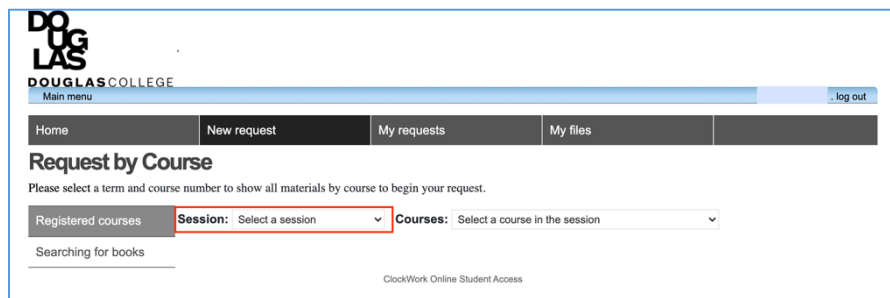 DO
UG
LAS
DOUGLASCOLLEGE
Main menu . log out
Home New request My requests My files
Request by Course
Please select a term and course number to show all materials by course to begin your request.
Registered courses Session: Select a session Courses: Select a course in the session
Searching for books
ClockWork Online Student Access